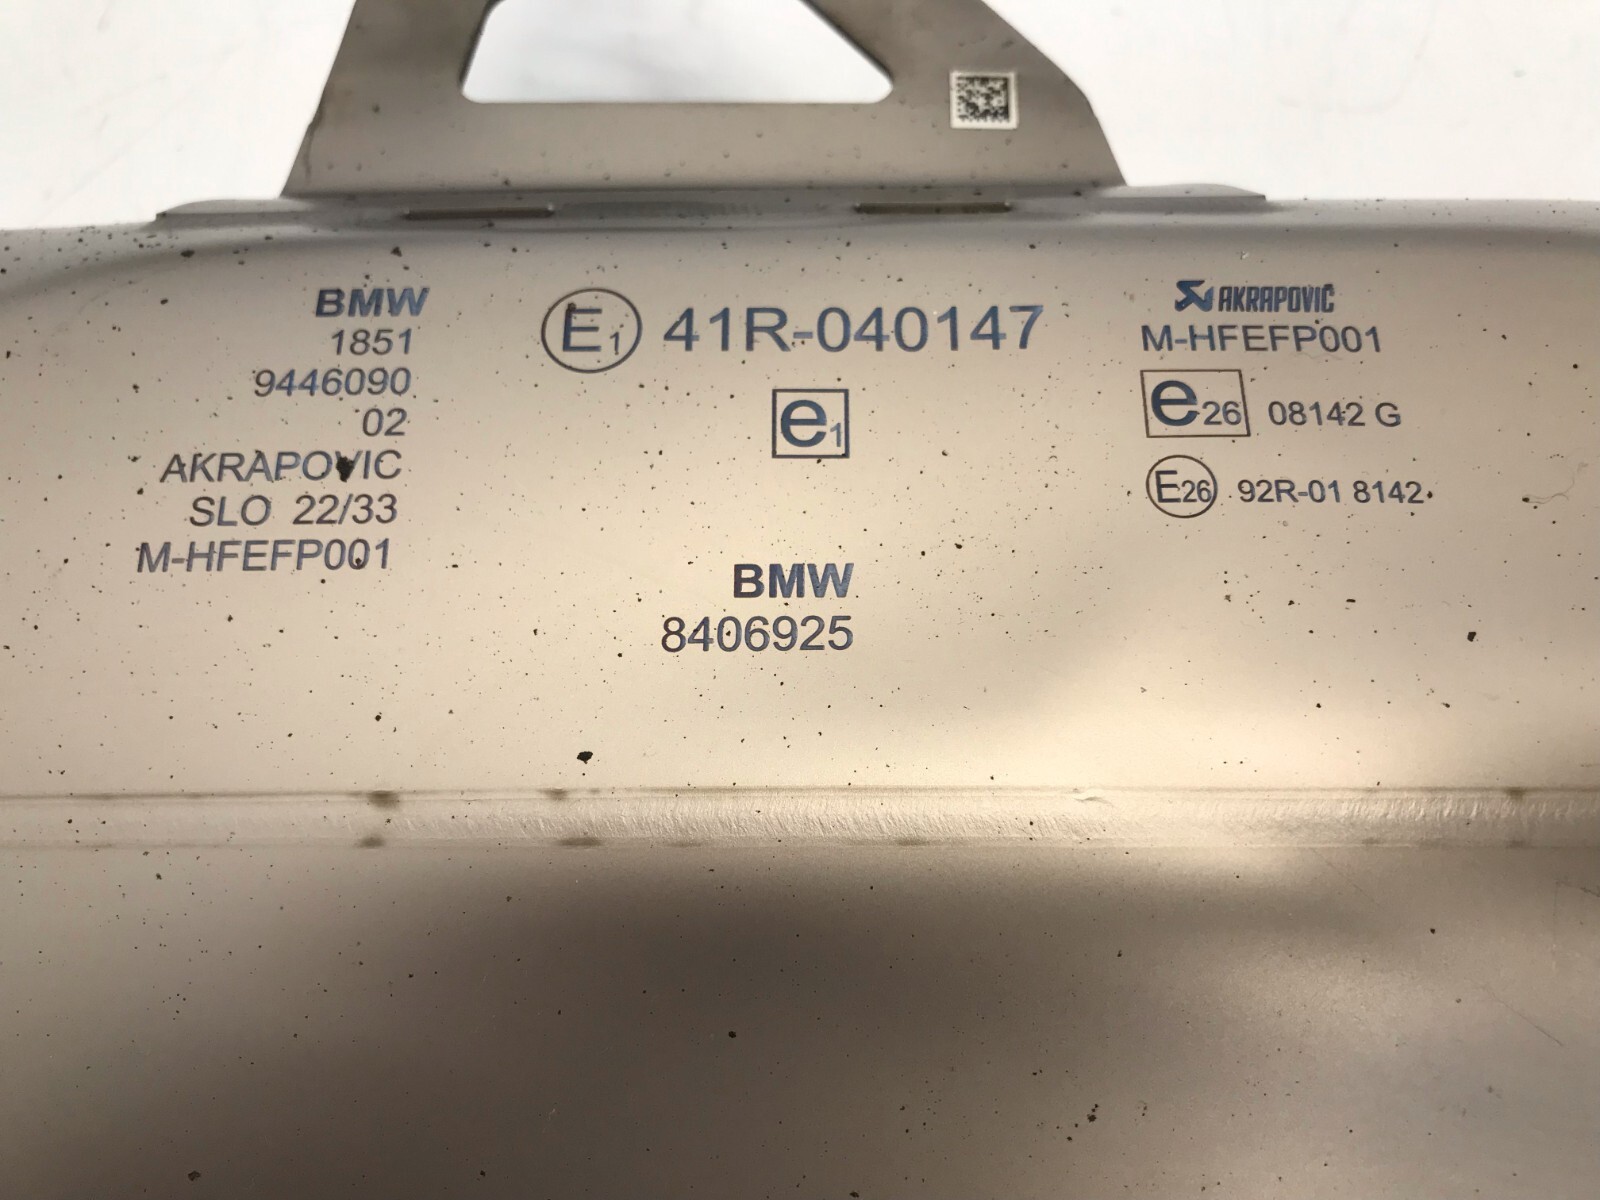 BMW
1851
9446090
02
AKRAPOVIC
SLO 22/33
M-HFEFP001
E1 41R-040147
e1
BMW
8406925
AKRAPOVIČ
M-HFEFP001
e26 08142 G
E26 92R-01 8142